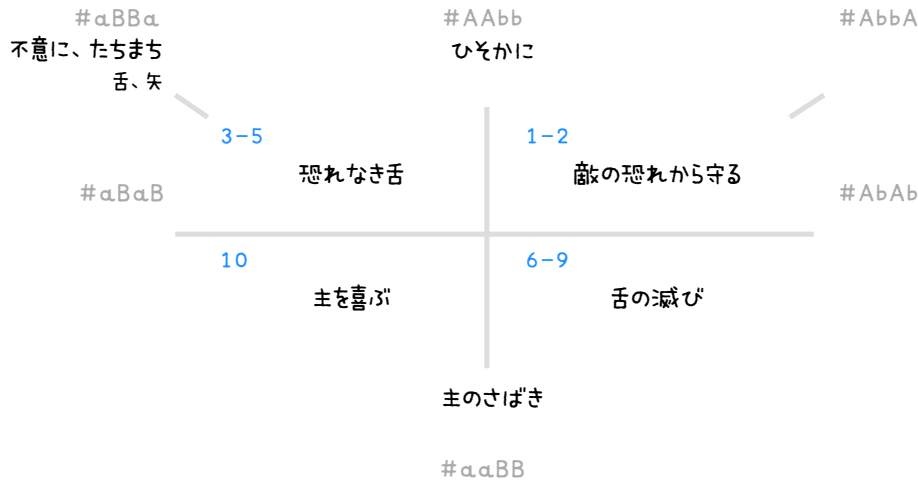 #aBBa
#AAbb
#AbbA
不意に、たちまち
ひそかに
舌、矢
3-5
1-2
恐れなき舌
敵の恐れから守る
#aBaB
#AbAb
10
6-9
主を喜ぶ
舌の滅び
主のさばき
#aaBB